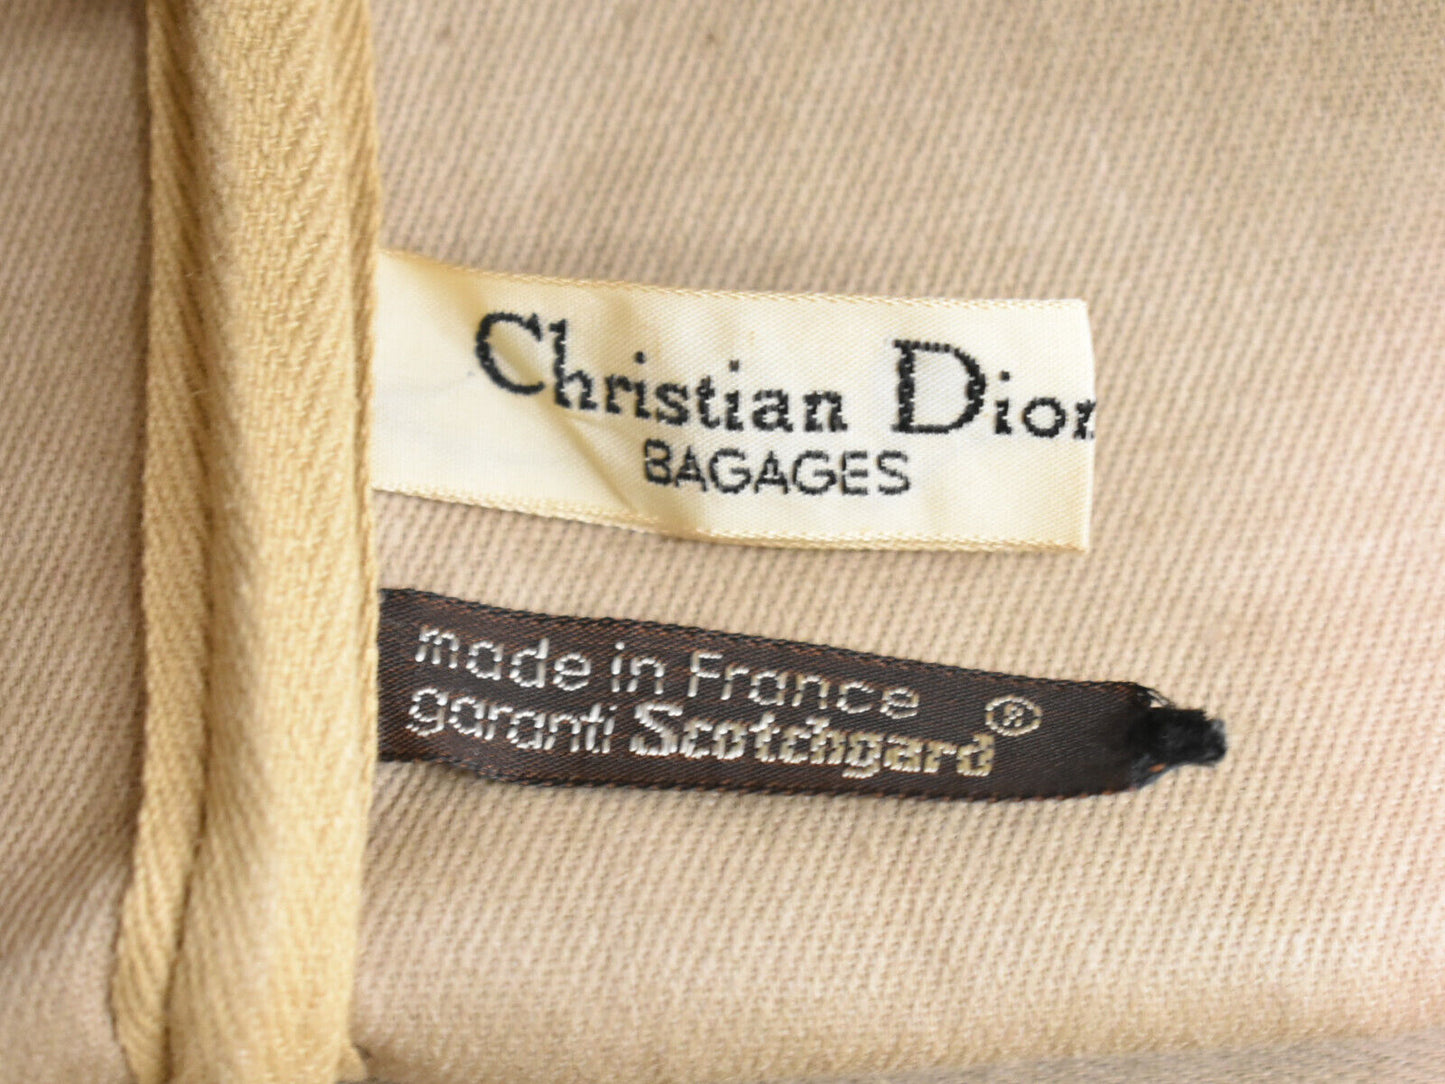 Christian Dior
BAGAGES
made in France
garanti Scotchgard ®